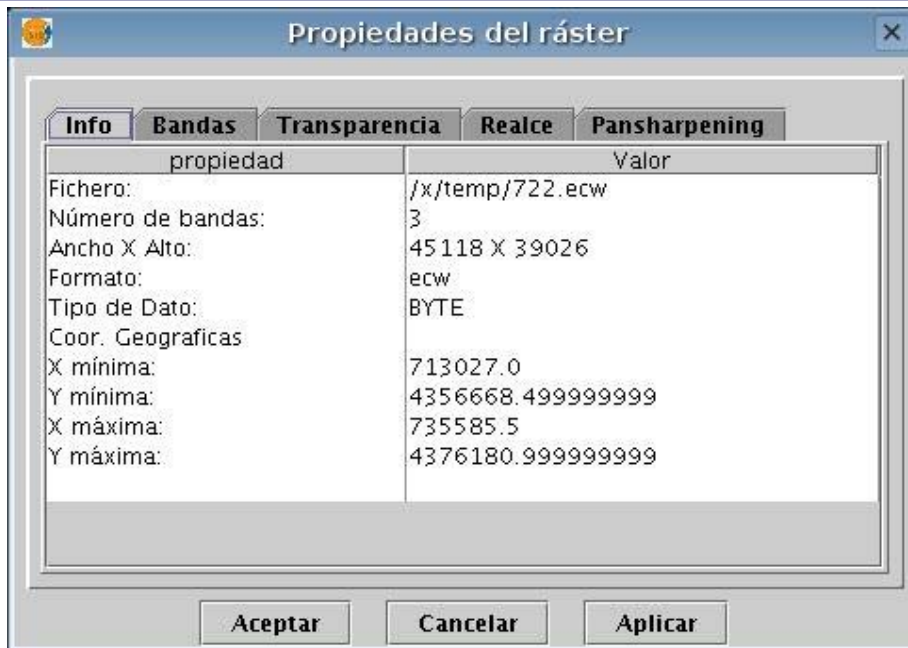 Propiedades del ráster
Info Bandas Transparencia Realce Pansharpening
propiedad Valor
Fichero: /x/temp/722.ecw
Número de bandas: 3
Ancho X Alto: 45118 X 39026
Formato: ecw
Tipo de Dato: BYTE
Coor. Geograficas
X mínima: 713027.0
Y mínima: 4356668.499999999
X máxima: 735585.5
Y máxima: 4376180.999999999
Aceptar Cancelar Aplicar